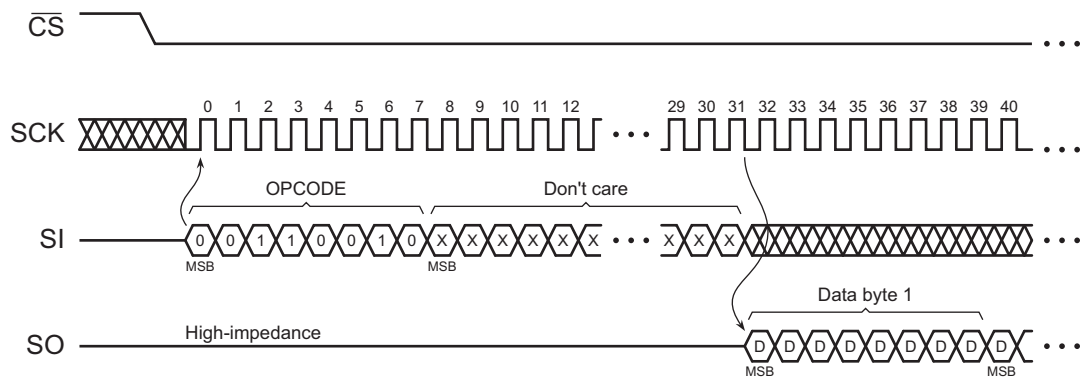 CS
0 1 2 3 4 5 6 7 8 9 10 11 12 29 30 31 32 33 34 35 36 37 38 39 40
SCK
OPCODE Don't care
SI 0 0 1 1 0 0 1 0 X X X X X X X X X
MSB MSB
Data byte 1
High-impedance
SO D D D D D D D D D
MSB MSB